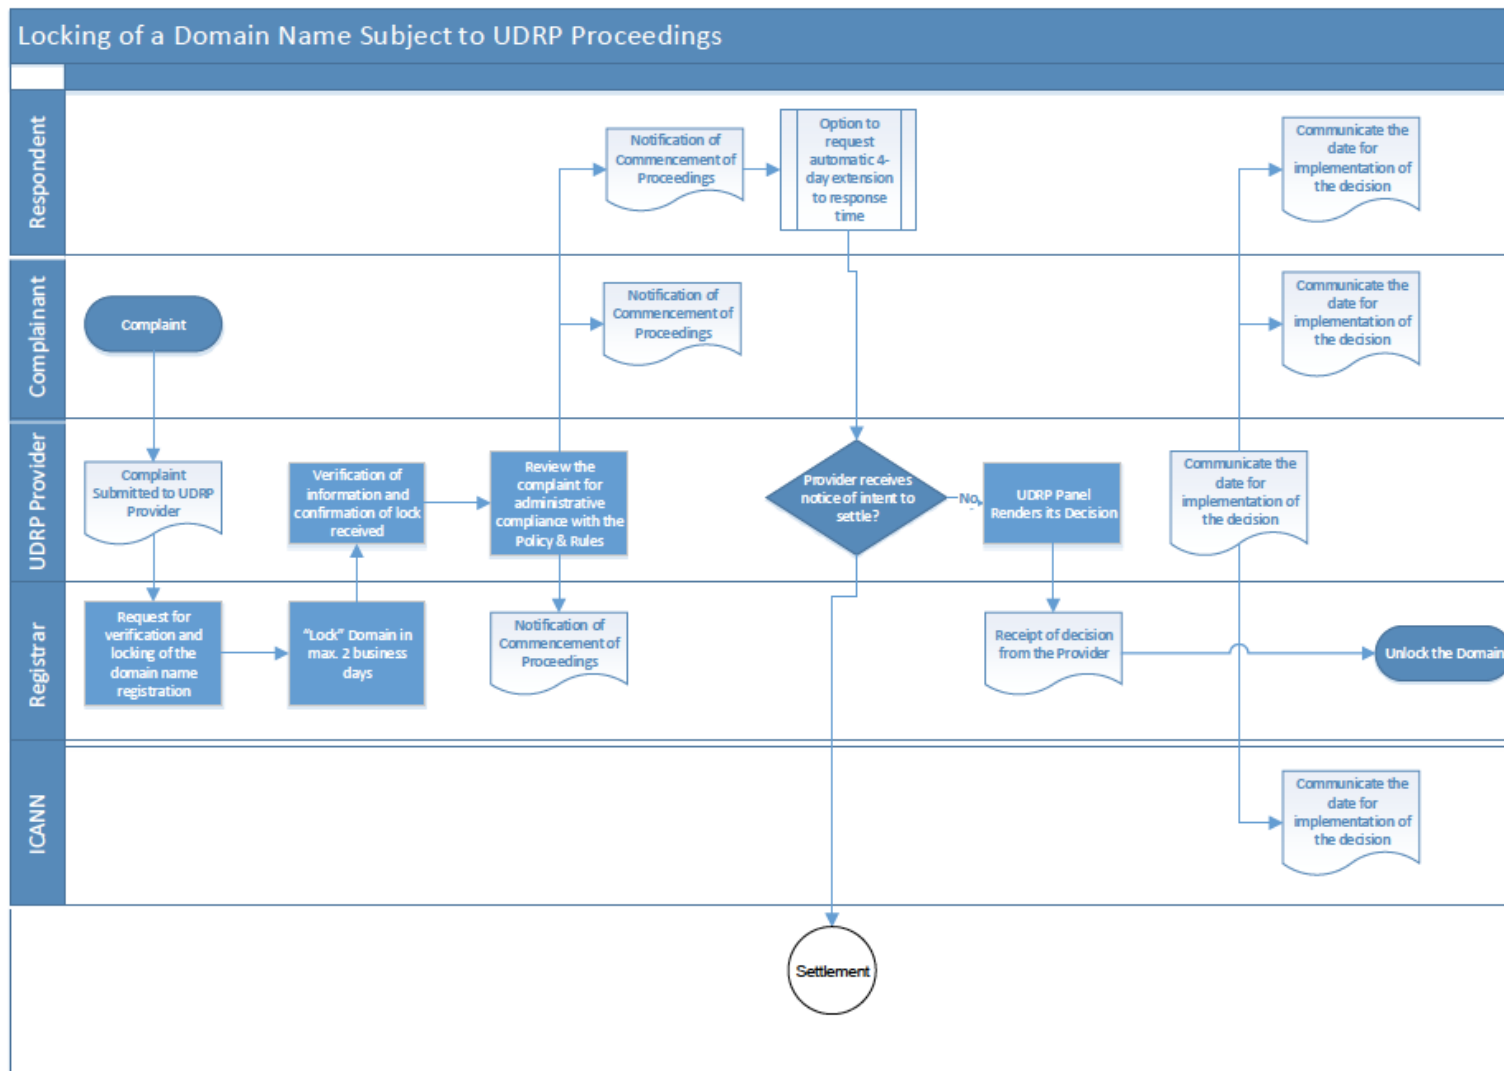 Locking of a Domain Name Subject to UDRP Proceedings
Respondent
Notification of
Commencement of
Proceedings
Option to
request
automatic 4-
day extension
to response
time
Communicate the
date for
implementation of
the decision
Complainant
Complaint
Notification of
Commencement of
Proceedings
Communicate the
date for
implementation of
the decision
UDRP Provider
Complaint
Submitted to UDRP
Provider
Verification of
information and
confirmation of lock
received
Review the
complaint for
administrative
compliance with the
Policy & Rules
Provider receives
notice of intent to
settle?
No
UDRP Panel
Renders its Decision
Communicate the
date for
implementation of
the decision
Registrar
Request for
verification and
locking of the
domain name
registration
“Lock” Domain in
max. 2 business
days
Notification of
Commencement of
Proceedings
Receipt of decision
from the Provider
Unlock the Domain
ICANN
Communicate the
date for
implementation of
the decision
Settlement